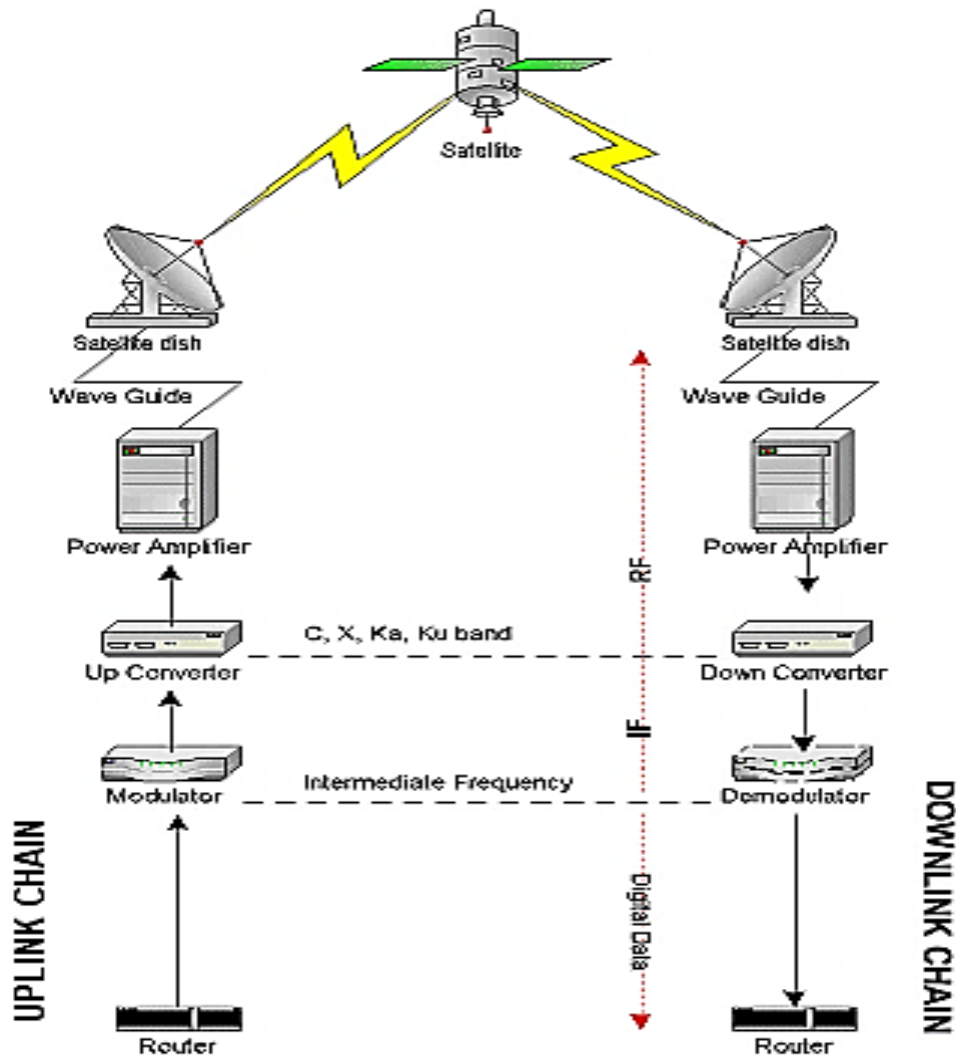 Satellite
Satellite dish
Satellite dish
Wave Guide
Wave Guide
Power Amplifier
Power Amplifier
RF
C, X, Ka, Ku band
Up Converter
Down Converter
IF
Intermediate Frequency
Modulator
Demodulator
UPLINK CHAIN
Digital Data
DOWNLINK CHAIN
Router
Router